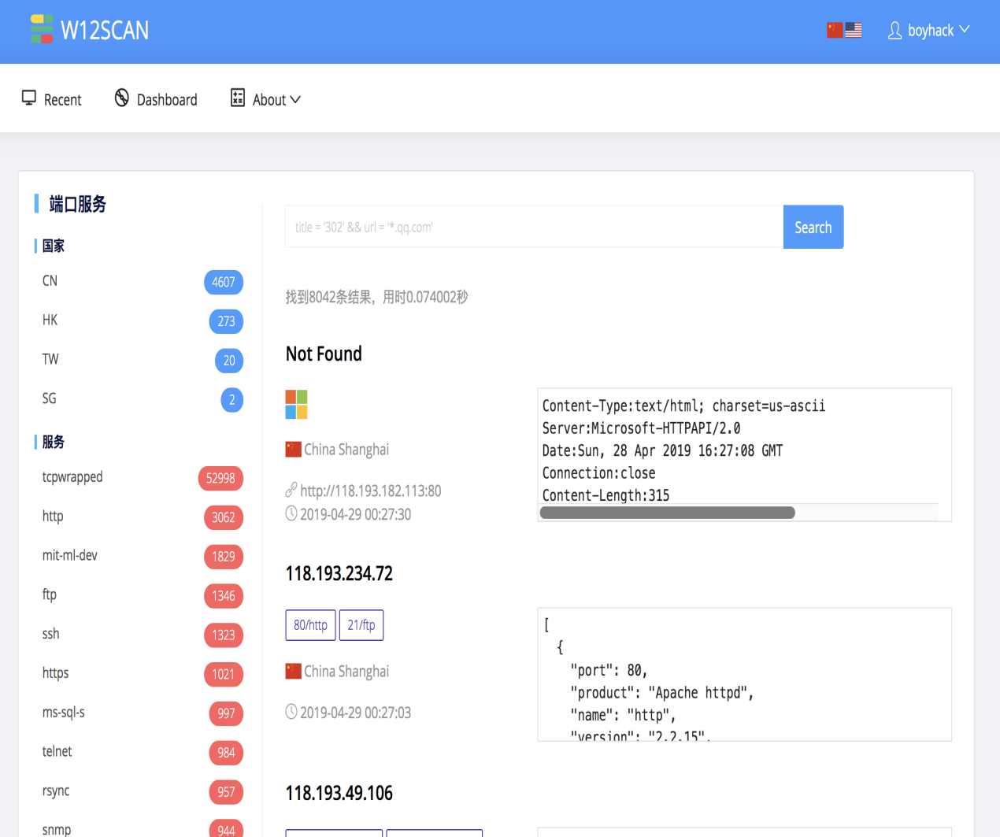 W12SCAN
boyhack
Recent
Dashboard
About
端口服务
国家
CN 4607
HK 273
TW 20
SG 2
服务
tcpwrapped 52998
http 3062
mit-ml-dev 1829
ftp 1346
ssh 1323
https 1021
ms-sql-s 997
telnet 984
rsync 957
snmp 944
title = '302' && url = '*.qq.com'
Search
找到8042条结果，用时0.074002秒
Not Found
China Shanghai
http://118.193.182.113:80
2019-04-29 00:27:30
Content-Type:text/html; charset=us-ascii
Server:Microsoft-HTTPAPI/2.0
Date:Sun, 28 Apr 2019 16:27:08 GMT
Connection:close
Content-Length:315
118.193.234.72
80/http
21/ftp
China Shanghai
2019-04-29 00:27:03
[
{
"port": 80,
"product": "Apache httpd",
"name": "http",
"version": "2.2.15",
118.193.49.106